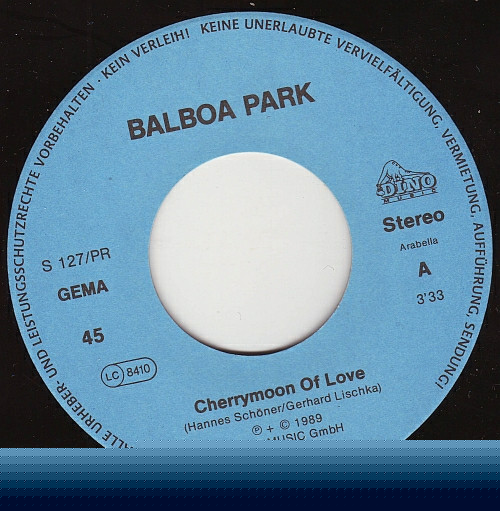 ALLE URHEBER- UND LEISTUNGSSCHUTZRECHTE VORBEHALTEN - KEIN VERLEIH! KEINE UNERLAUBTE VERVIELFÄLTIGUNG, VERMIETUNG, AUFFÜHRUNG, SENDUNG!
BALBOA PARK
DINO
MUSIC
Stereo
Arabella
S 127/PR
A
GEMA
3'33
45
LC 8410
Cherrymoon Of Love
(Hannes Schöner/Gerhard Lischka)
℗ + © 1989
MUSIC GmbH